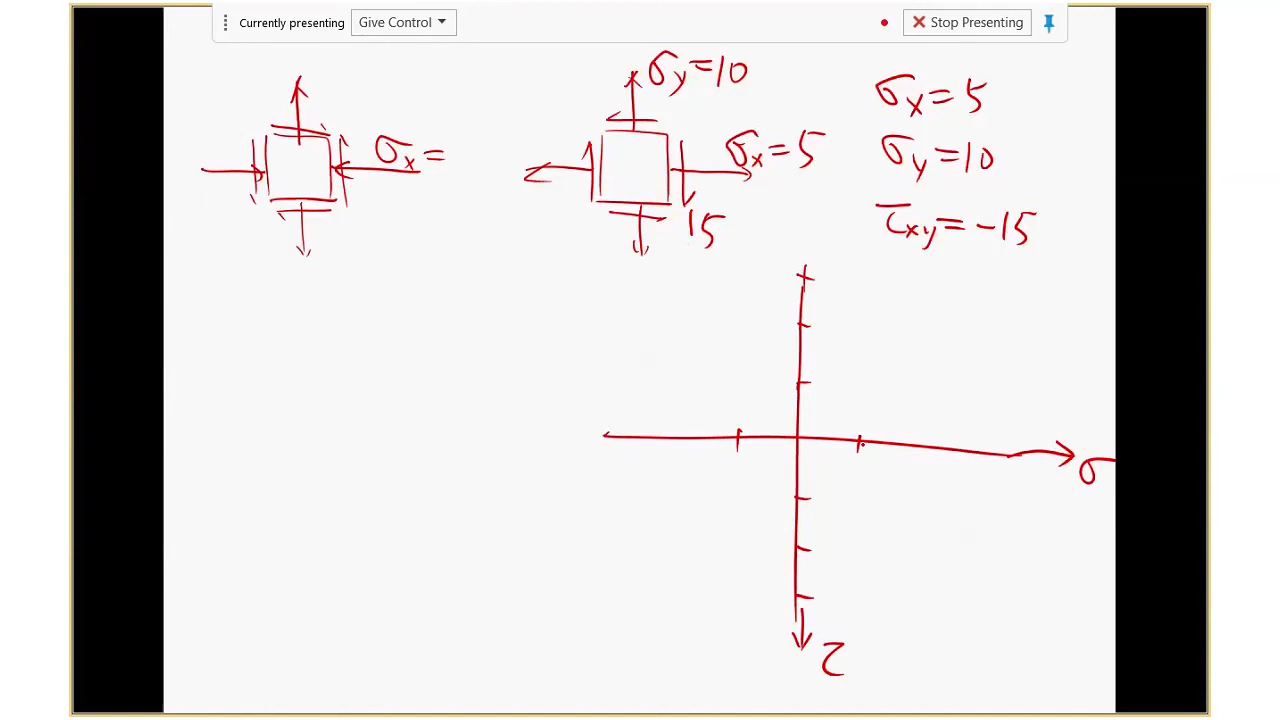 Currently presenting
Give Control
Stop Presenting
σy=10
σx=5
σx=
σx=5
σy=10
15
τxy=-15
σ
τ